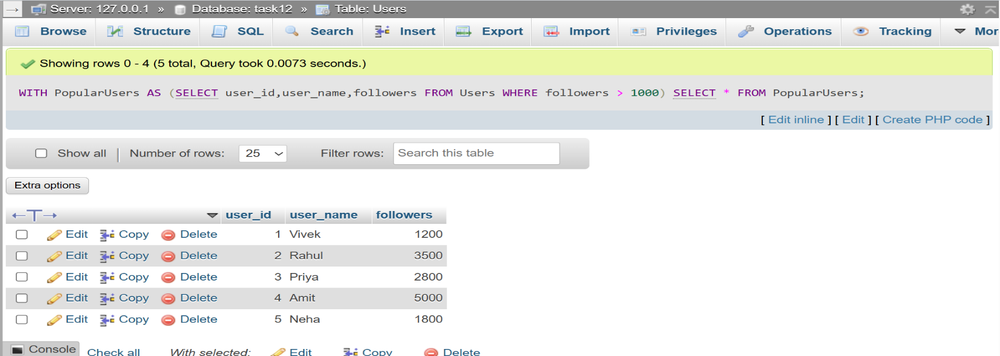 Server: 127.0.0.1 » Database: task12 » Table: Users
Browse Structure SQL Search Insert Export Import Privileges Operations Tracking Mor
Showing rows 0 - 4 (5 total, Query took 0.0073 seconds.)
WITH PopularUsers AS (SELECT user_id,user_name,followers FROM Users WHERE followers > 1000) SELECT * FROM PopularUsers;
[ Edit inline ] [ Edit ] [ Create PHP code ]
Show all | Number of rows: 25 Filter rows: Search this table
Extra options
user_id user_name followers
Edit Copy Delete 1 Vivek 1200
Edit Copy Delete 2 Rahul 3500
Edit Copy Delete 3 Priya 2800
Edit Copy Delete 4 Amit 5000
Edit Copy Delete 5 Neha 1800
Console Check all With selected: Edit Copy Delete